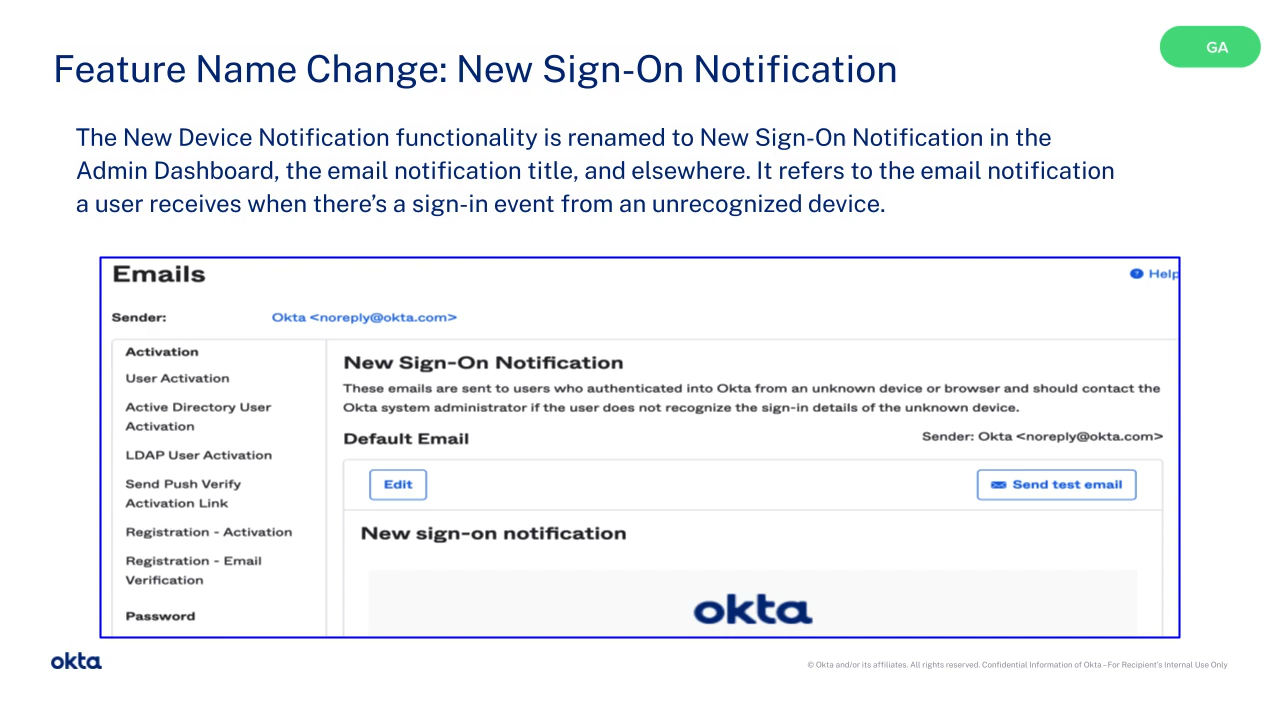 GA
Feature Name Change: New Sign-On Notification
The New Device Notification functionality is renamed to New Sign-On Notification in the
Admin Dashboard, the email notification title, and elsewhere. It refers to the email notification
a user receives when there’s a sign-in event from an unrecognized device.
Emails
Help
Sender: Okta <noreply@okta.com>
Activation
User Activation
Active Directory User
Activation
LDAP User Activation
Send Push Verify
Activation Link
Registration - Activation
Registration - Email
Verification
Password
New Sign-On Notification
These emails are sent to users who authenticated into Okta from an unknown device or browser and should contact the
Okta system administrator if the user does not recognize the sign-in details of the unknown device.
Default Email
Sender: Okta <noreply@okta.com>
Edit
Send test email
New sign-on notification
okta
okta
© Okta and/or its affiliates. All rights reserved. Confidential Information of Okta – For Recipient’s Internal Use Only